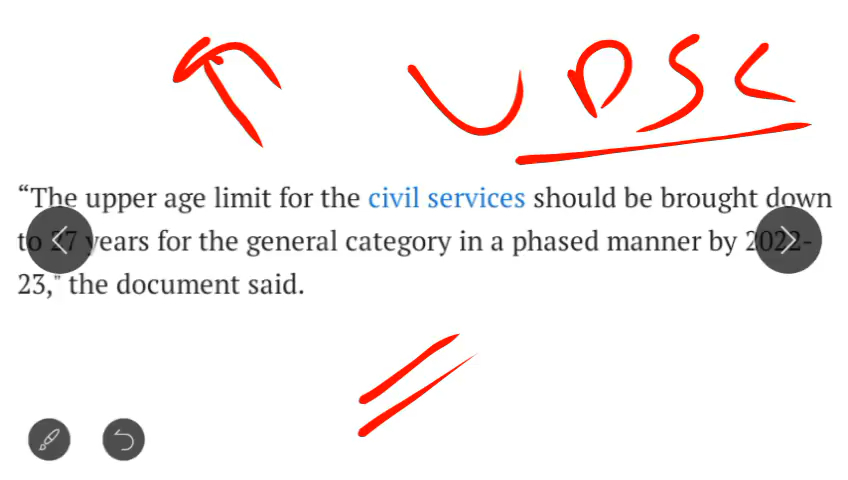 UPSC
“The upper age limit for the civil services should be brought down
to 27 years for the general category in a phased manner by 2022-
23," the document said.